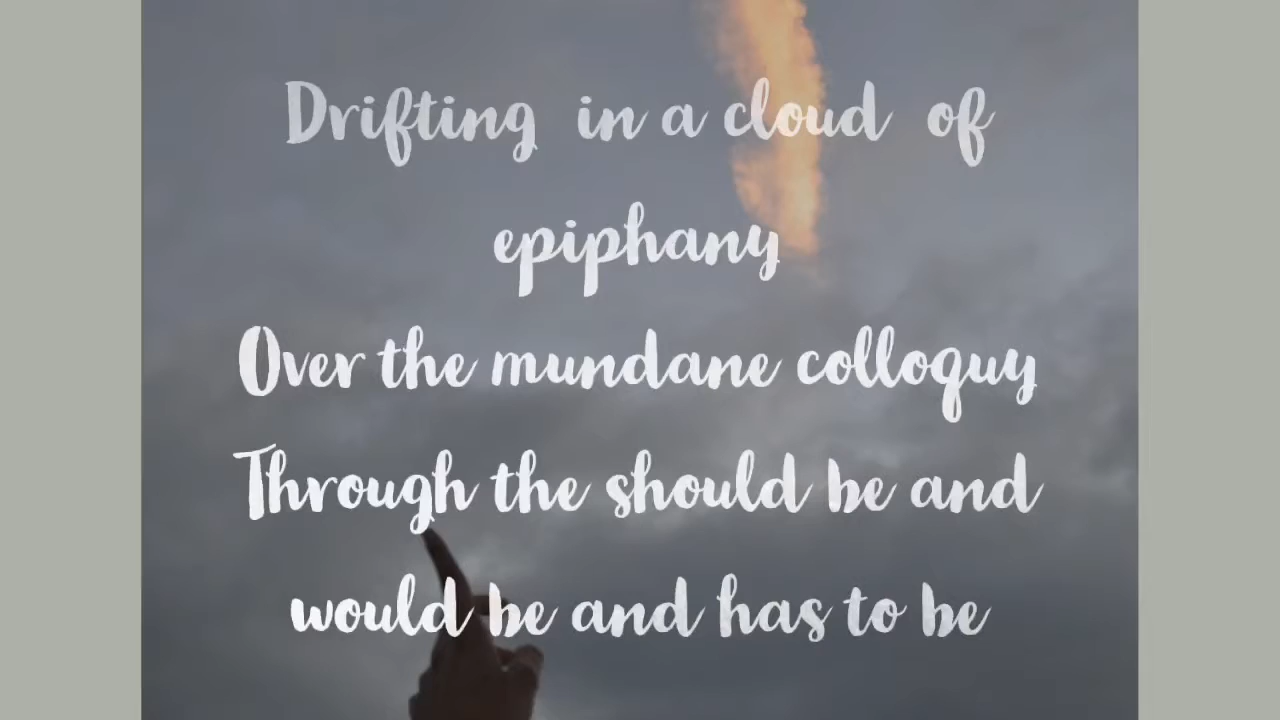 Drifting in a cloud of
epiphany
Over the mundane colloquy
Through the should be and
would be and has to be